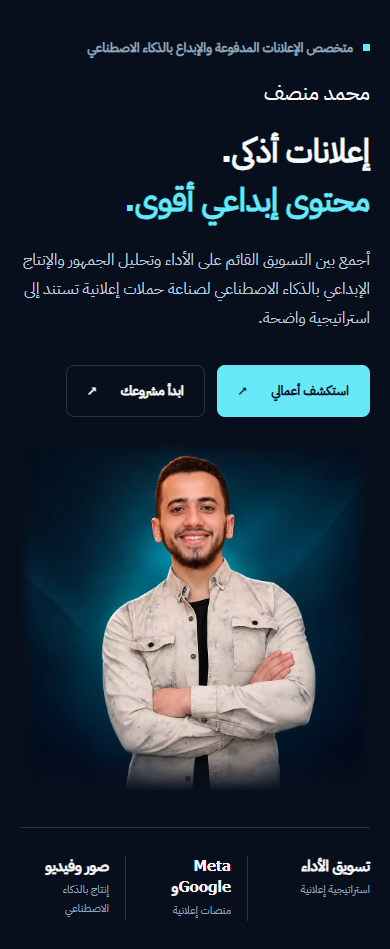 متخصص الإعلانات المدفوعة والإبداع بالذكاء الاصطناعي
محمد منصف
إعلانات أذكى.
محتوى إبداعي أقوى.
أجمع بين التسويق القائم على الأداء وتحليل الجمهور والإنتاج
الإبداعي بالذكاء الاصطناعي لصناعة حملات إعلانية تستند إلى
استراتيجية واضحة.
استكشف أعمالي ↗
ابدأ مشروعك ↗
تسويق الأداء
استراتيجية إعلانية
Meta
وGoogle
منصات إعلانية
صور وفيديو
إنتاج بالذكاء
الاصطناعي